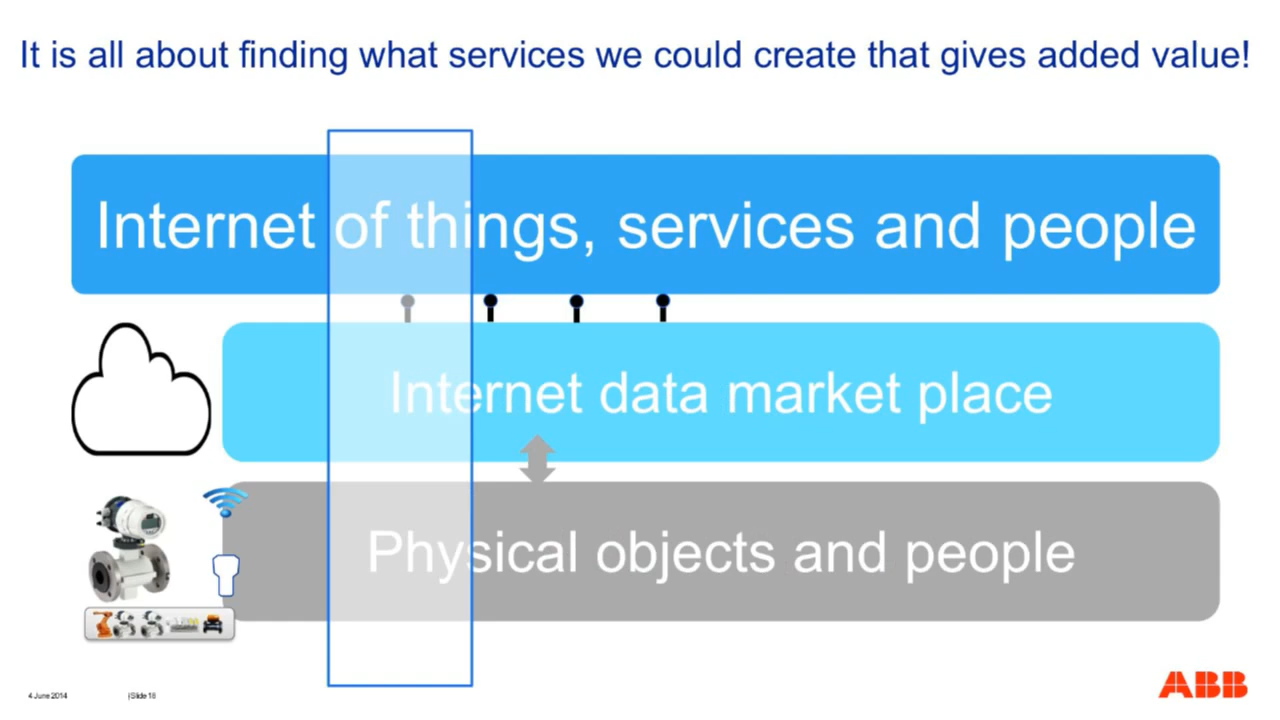 It is all about finding what services we could create that gives added value!
Internet of things, services and people
Internet data market place
Physical objects and people
4 June 2014
| Slide 18
ABB